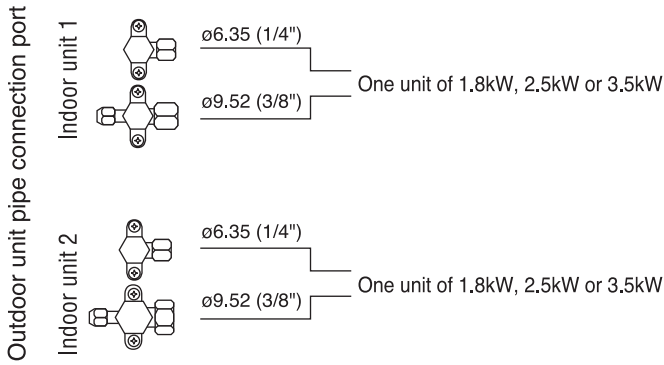 Outdoor unit pipe connection port
Indoor unit 1
ø6.35 (1/4")
ø9.52 (3/8")
One unit of 1.8kW, 2.5kW or 3.5kW
Indoor unit 2
ø6.35 (1/4")
ø9.52 (3/8")
One unit of 1.8kW, 2.5kW or 3.5kW